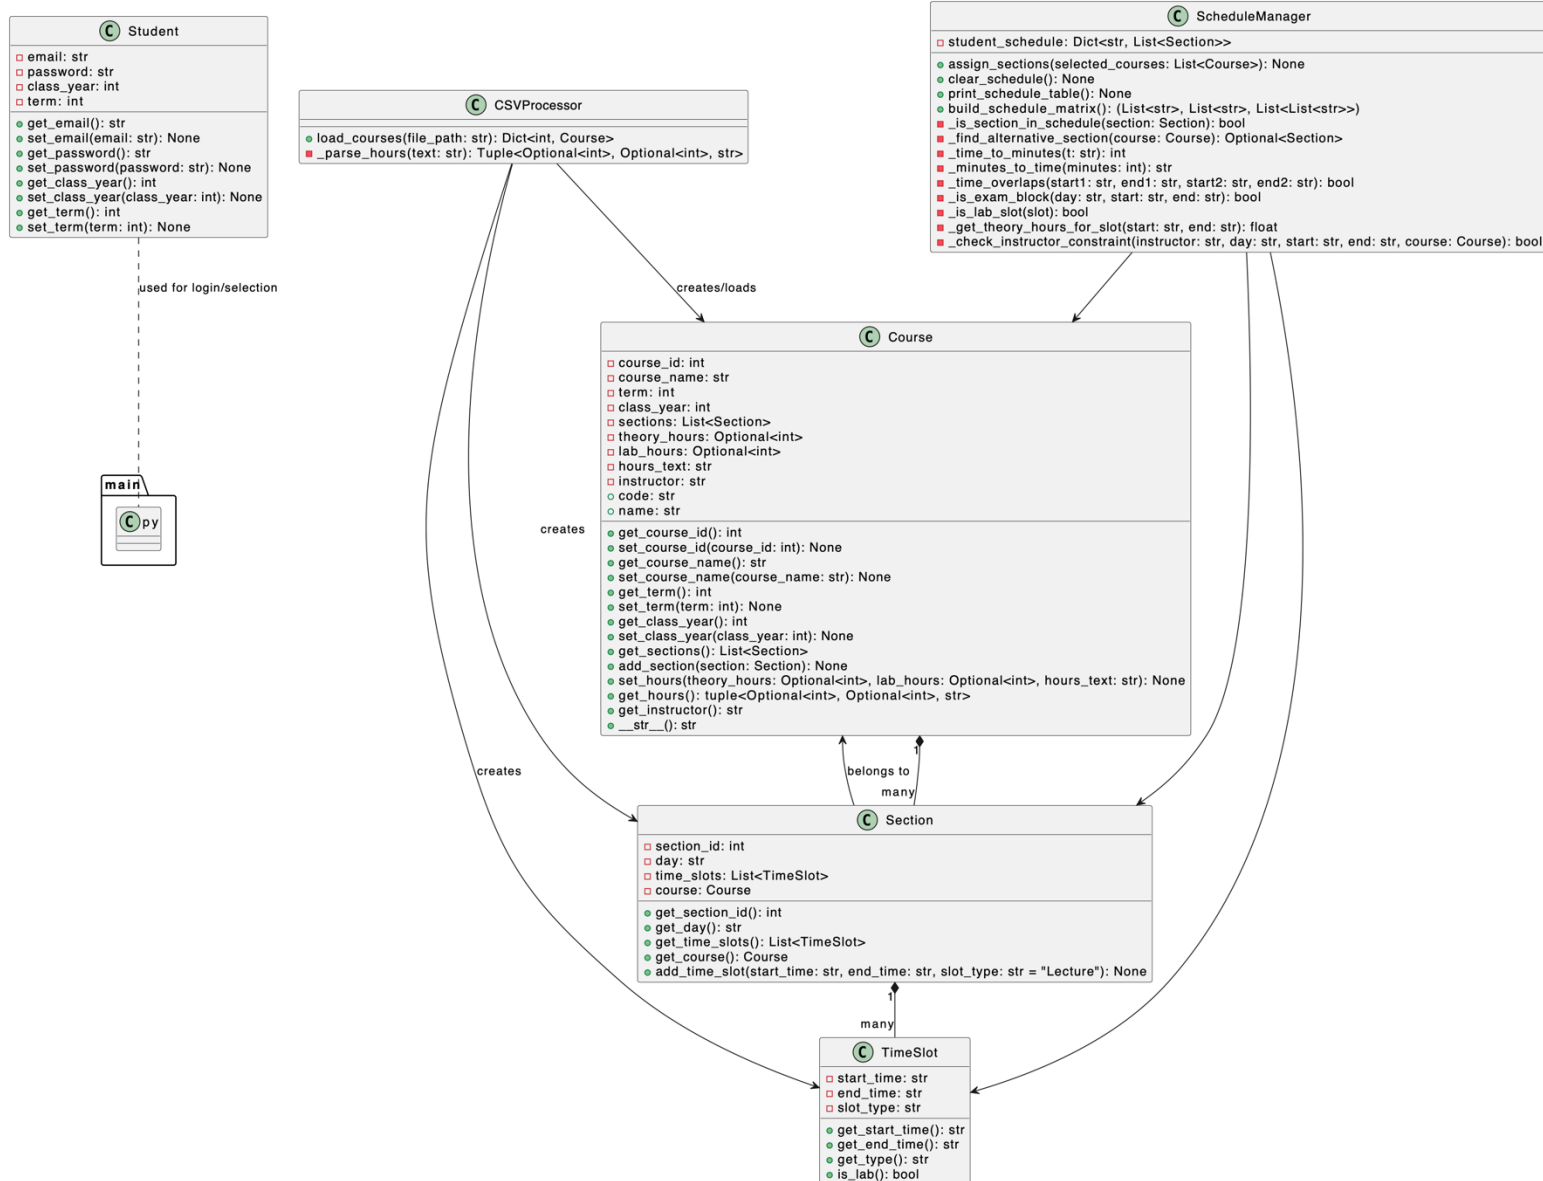 C Student
email: str
password: str
class_year: int
term: int
get_email(): str
set_email(email: str): None
get_password(): str
set_password(password: str): None
get_class_year(): int
set_class_year(class_year: int): None
get_term(): int
set_term(term: int): None
used for login/selection
main
C py
C CSVProcessor
load_courses(file_path: str): Dict<int, Course>
_parse_hours(text: str): Tuple<Optional<int>, Optional<int>, str>
C ScheduleManager
student_schedule: Dict<str, List<Section>>
assign_sections(selected_courses: List<Course>): None
clear_schedule(): None
print_schedule_table(): None
build_schedule_matrix(): (List<str>, List<str>, List<List<str>>)
_is_section_in_schedule(section: Section): bool
_find_alternative_section(course: Course): Optional<Section>
_time_to_minutes(t: str): int
_minutes_to_time(minutes: int): str
_time_overlaps(start1: str, end1: str, start2: str, end2: str): bool
_is_exam_block(day: str, start: str, end: str): bool
_is_lab_slot(slot): bool
_get_theory_hours_for_slot(start: str, end: str): float
_check_instructor_constraint(instructor: str, day: str, start: str, end: str, course: Course): bool
creates/loads
creates
creates
C Course
course_id: int
course_name: str
term: int
class_year: int
sections: List<Section>
theory_hours: Optional<int>
lab_hours: Optional<int>
hours_text: str
instructor: str
code: str
name: str
get_course_id(): int
set_course_id(course_id: int): None
get_course_name(): str
set_course_name(course_name: str): None
get_term(): int
set_term(term: int): None
get_class_year(): int
set_class_year(class_year: int): None
get_sections(): List<Section>
add_section(section: Section): None
set_hours(theory_hours: Optional<int>, lab_hours: Optional<int>, hours_text: str): None
get_hours(): tuple<Optional<int>, Optional<int>, str>
get_instructor(): str
__str__(): str
1
belongs to
many
C Section
section_id: int
day: str
time_slots: List<TimeSlot>
course: Course
get_section_id(): int
get_day(): str
get_time_slots(): List<TimeSlot>
get_course(): Course
add_time_slot(start_time: str, end_time: str, slot_type: str = "Lecture"): None
1
many
C TimeSlot
start_time: str
end_time: str
slot_type: str
get_start_time(): str
get_end_time(): str
get_type(): str
is_lab(): bool